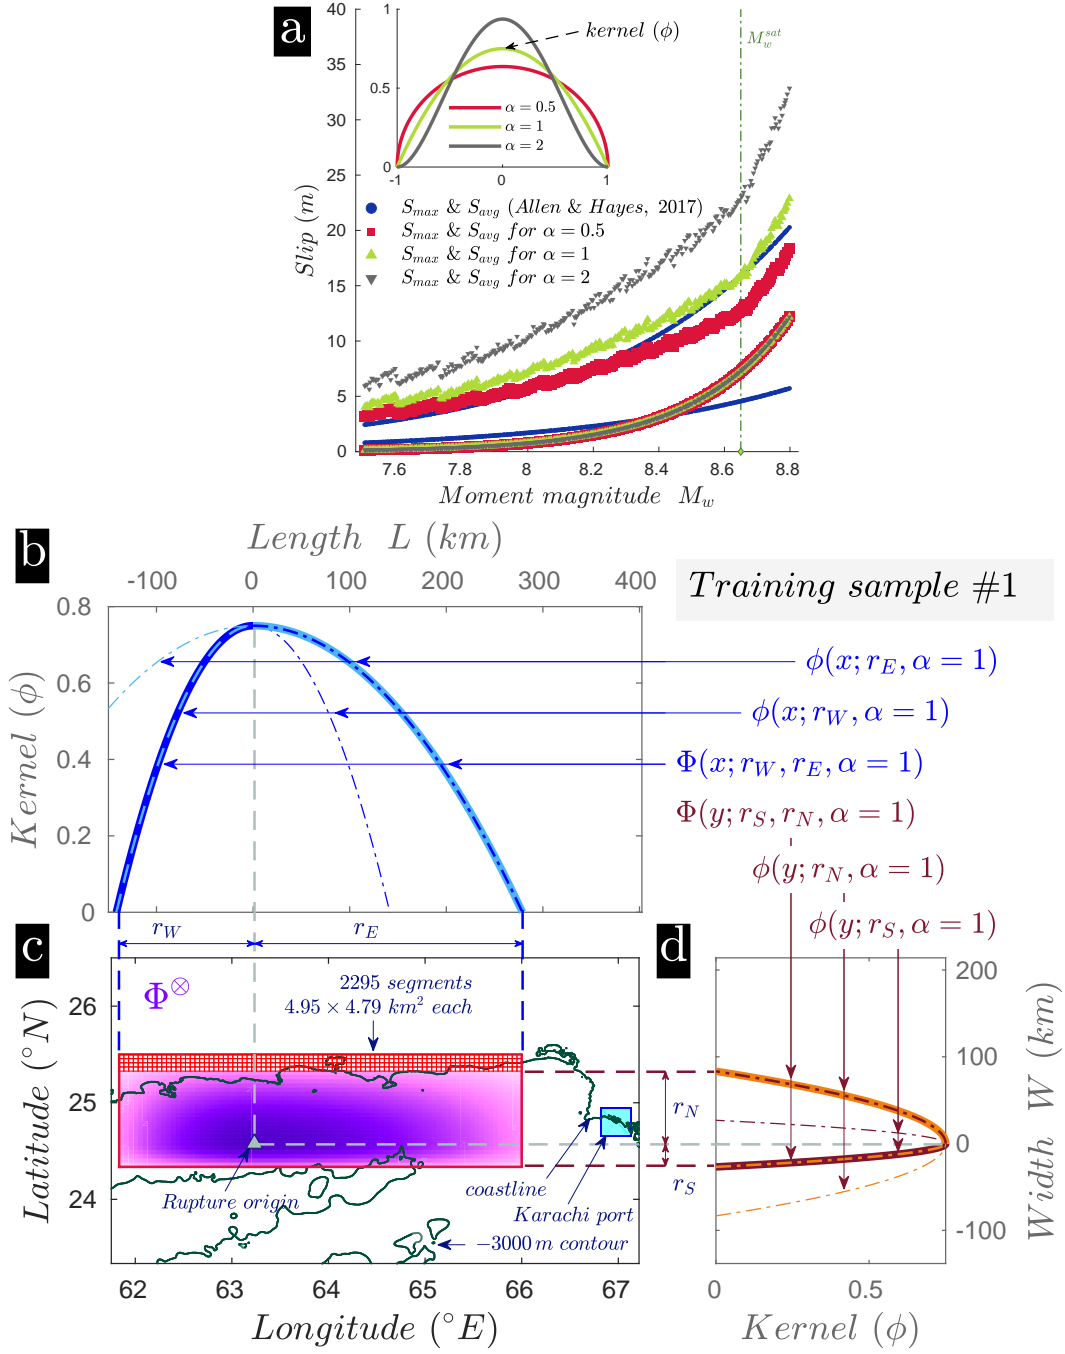 a
40
35
30
25
20
15
10
5
0
Slip (m)
1
0.5
0
-1
0
1
kernel (ϕ)
α = 0.5
α = 1
α = 2
M_w^sat
S_max & S_avg (Allen & Hayes, 2017)
S_max & S_avg for α = 0.5
S_max & S_avg for α = 1
S_max & S_avg for α = 2
7.6 7.8 8 8.2 8.4 8.6 8.8
Moment magnitude M_w
b
Length L (km)
-100 0 100 200 300 400
Training sample #1
0.8
0.6
0.4
0.2
0
Kernel (ϕ)
ϕ(x; r_E, α = 1)
ϕ(x; r_W, α = 1)
Φ(x; r_W, r_E, α = 1)
Φ(y; r_S, r_N, α = 1)
ϕ(y; r_N, α = 1)
ϕ(y; r_S, α = 1)
r_W
r_E
c
Φ^⊗
2295 segments
4.95 × 4.79 km² each
26
25
24
Latitude (°N)
Rupture origin
coastline
Karachi port
−3000 m contour
r_N
r_S
62 63 64 65 66 67
Longitude (°E)
d
200
100
0
-100
Width W (km)
0 0.5
Kernel (ϕ)